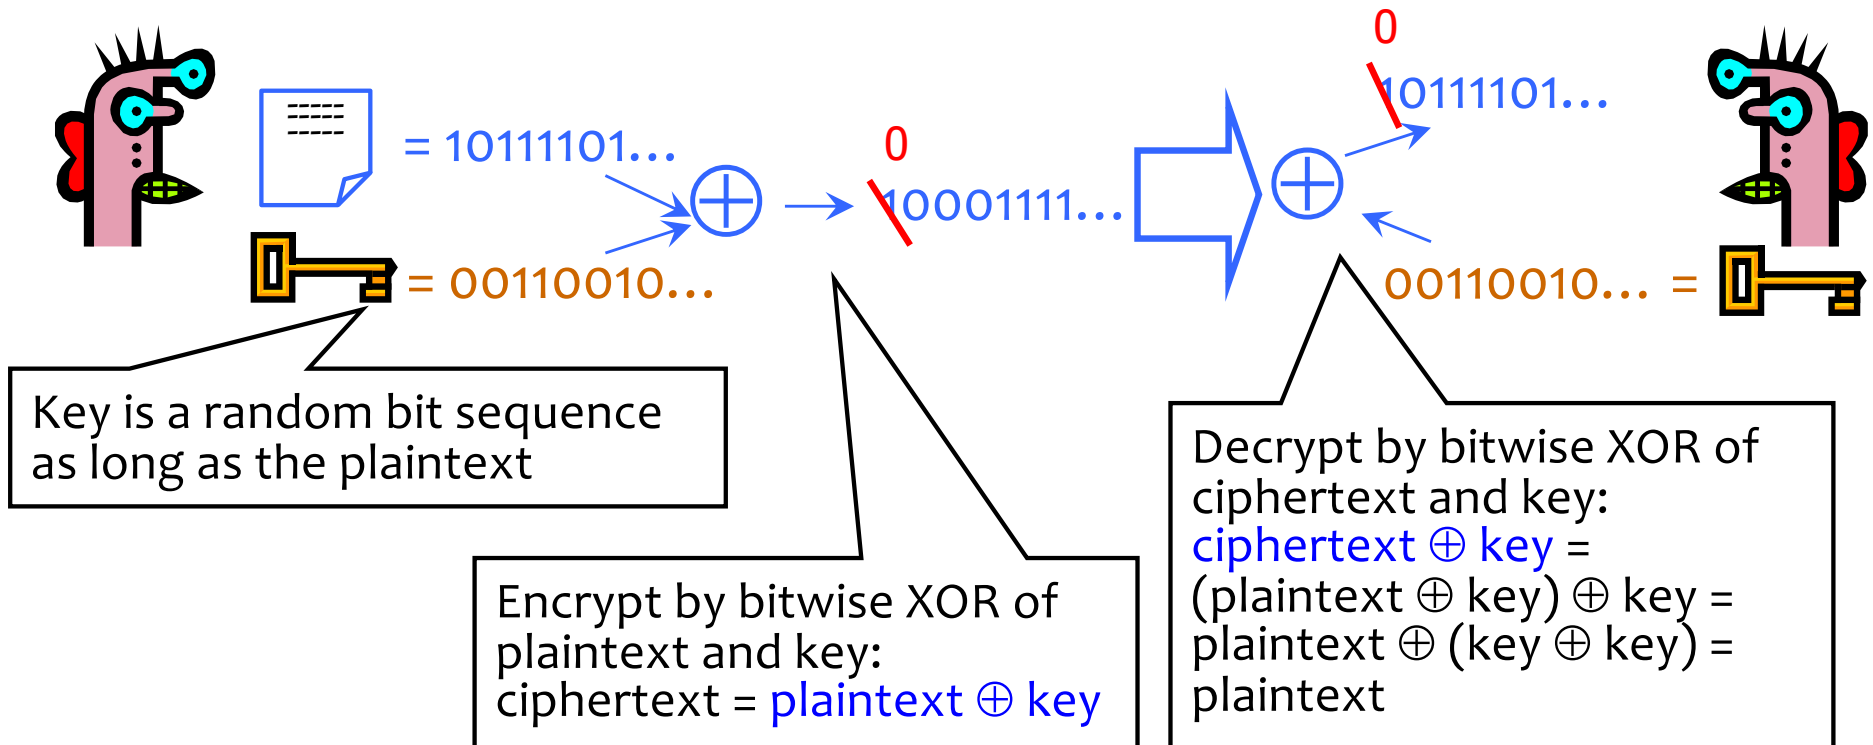 0
10111101...
0
= 10111101...
10001111...
= 00110010...
00110010... =
Key is a random bit sequence
as long as the plaintext
Encrypt by bitwise XOR of
plaintext and key:
ciphertext = plaintext ⊕ key
Decrypt by bitwise XOR of
ciphertext and key:
ciphertext ⊕ key =
(plaintext ⊕ key) ⊕ key =
plaintext ⊕ (key ⊕ key) =
plaintext